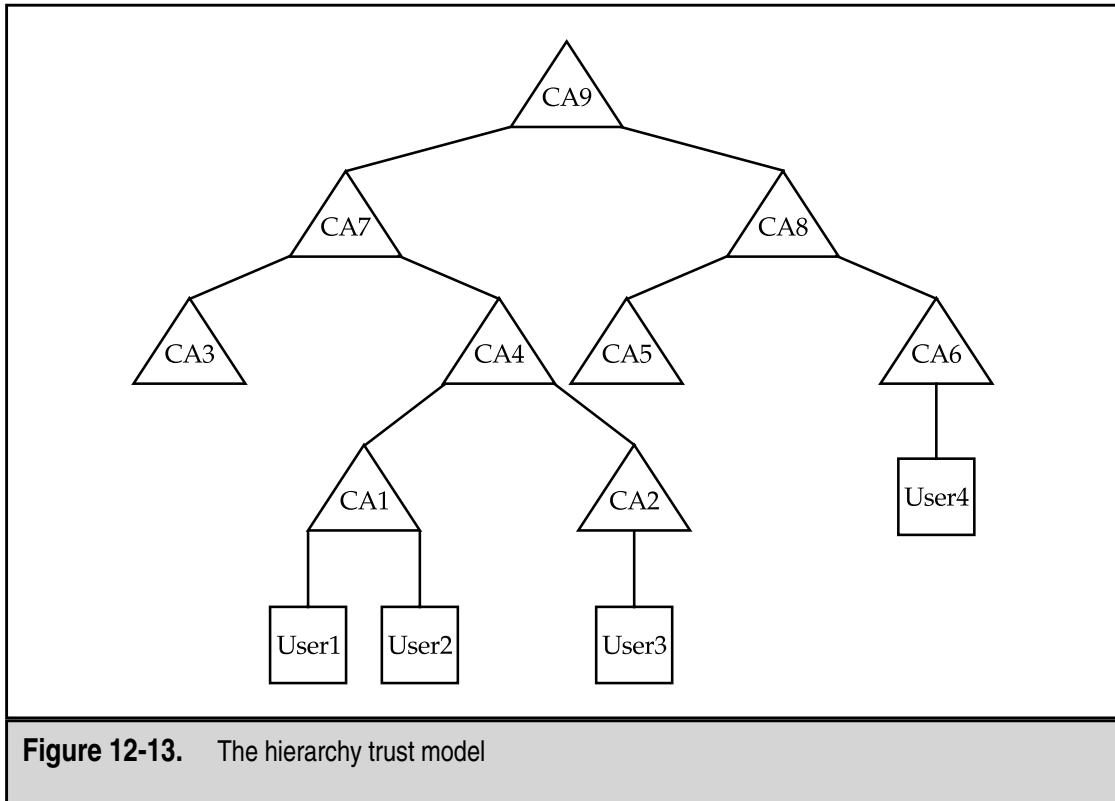 CA9
CA7
CA8
CA3
CA4
CA5
CA6
CA1
CA2
User4
User1
User2
User3
Figure 12-13. The hierarchy trust model